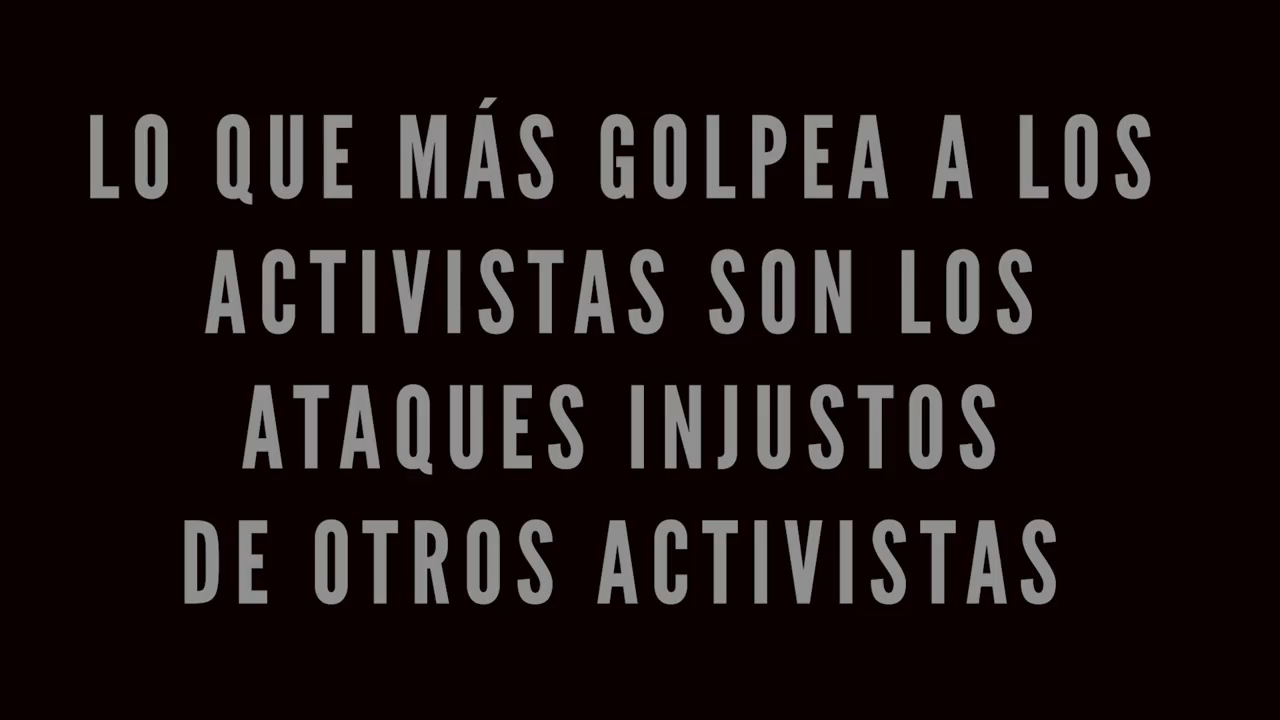 LO QUE MÁS GOLPEA A LOS
ACTIVISTAS SON LOS
ATAQUES INJUSTOS
DE OTROS ACTIVISTAS